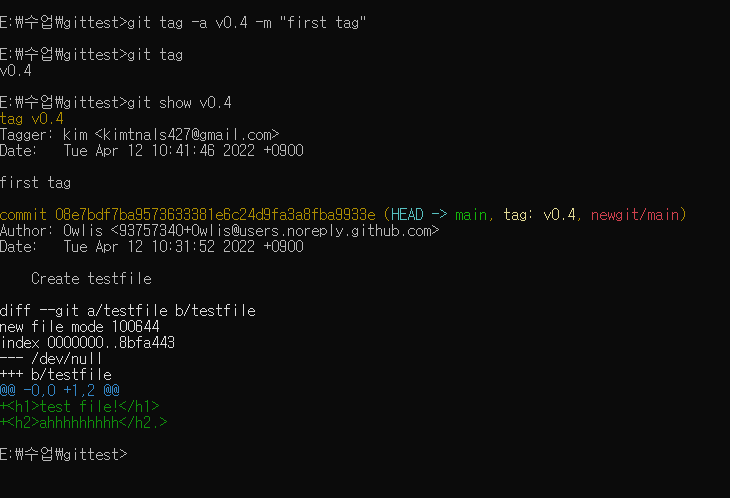 E:\수업\gittest>git tag -a v0.4 -m "first tag"
E:\수업\gittest>git tag
v0.4
E:\수업\gittest>git show v0.4
tag v0.4
Tagger: kim <kimtnals427@gmail.com>
Date:   Tue Apr 12 10:41:46 2022 +0900
first tag
commit 08e7bdf7ba9573633381e6c24d9fa3a8fba9933e (HEAD -> main, tag: v0.4, newgit/main)
Author: Owlis <93757340+Owlis@users.noreply.github.com>
Date:   Tue Apr 12 10:31:52 2022 +0900
    Create testfile
diff --git a/testfile b/testfile
new file mode 100644
index 0000000..8bfa443
--- /dev/null
+++ b/testfile
@@ -0,0 +1,2 @@
+<h1>test file!</h1>
+<h2>ahhhhhhhhh</h2.>
E:\수업\gittest>